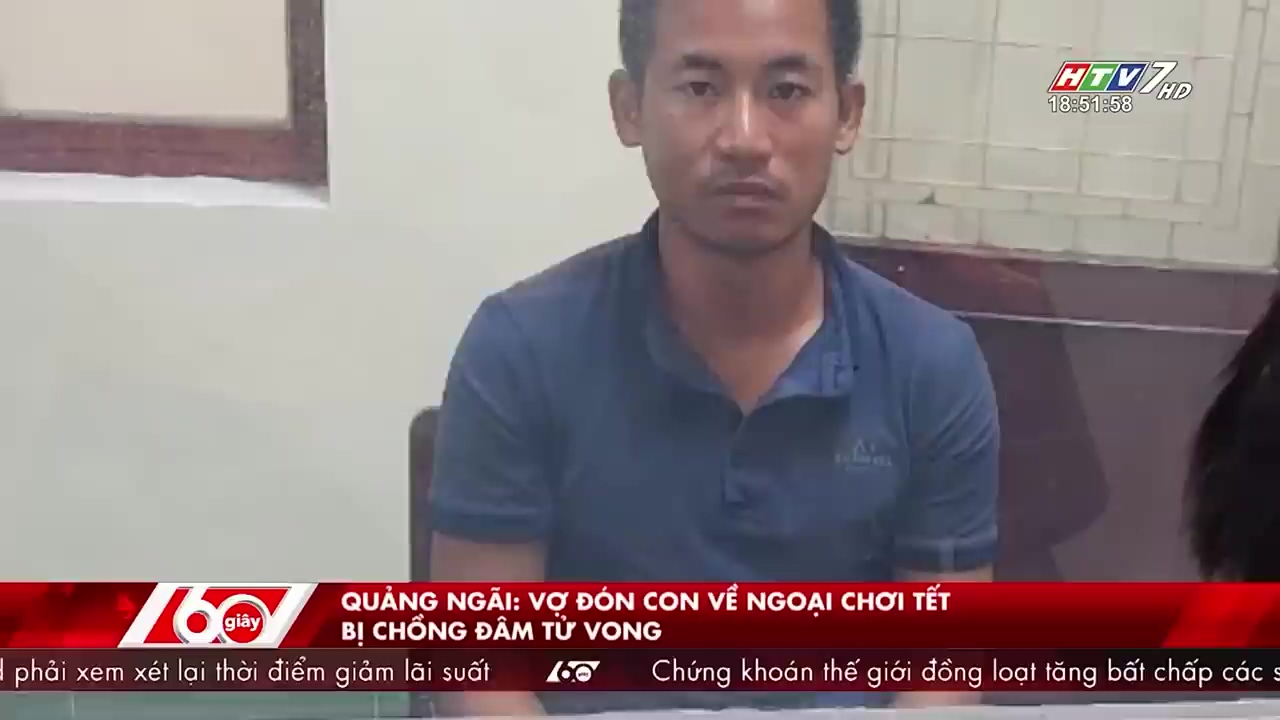 HTV7 HD
18:51:58
60 giây
QUẢNG NGÃI: VỢ ĐÓN CON VỀ NGOẠI CHƠI TẾT
BỊ CHỒNG ĐÂM TỬ VONG
phải xem xét lại thời điểm giảm lãi suất
60 giây
Chứng khoán thế giới đồng loạt tăng bất chấp các